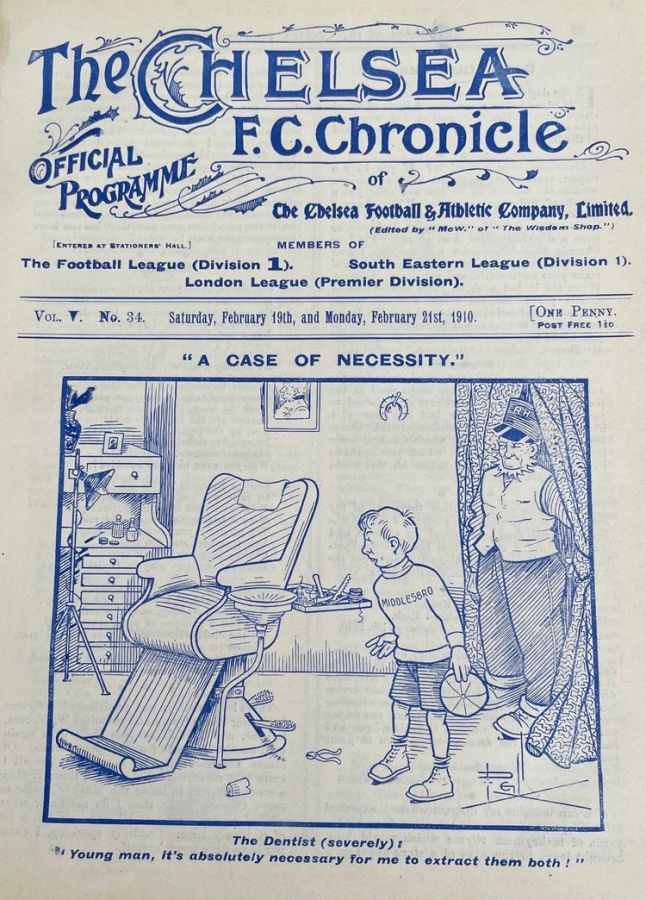 The CHELSEA
F.C. Chronicle
OFFICIAL
PROGRAMME
of
The Chelsea Football & Athletic Company, Limited.
(Edited by "McW." of "The Wisdom Shop.")
[ENTERED AT STATIONERS' HALL.]
MEMBERS OF
The Football League (Division 1).
South Eastern League (Division 1).
London League (Premier Division).
VOL. V. No. 34.
Saturday, February 19th, and Monday, February 21st, 1910.
[ONE PENNY.
POST FREE 1½D.
"A CASE OF NECESSITY."
R.H.
MIDDLESBRO
The Dentist (severely):
"Young man, it's absolutely necessary for me to extract them both!"